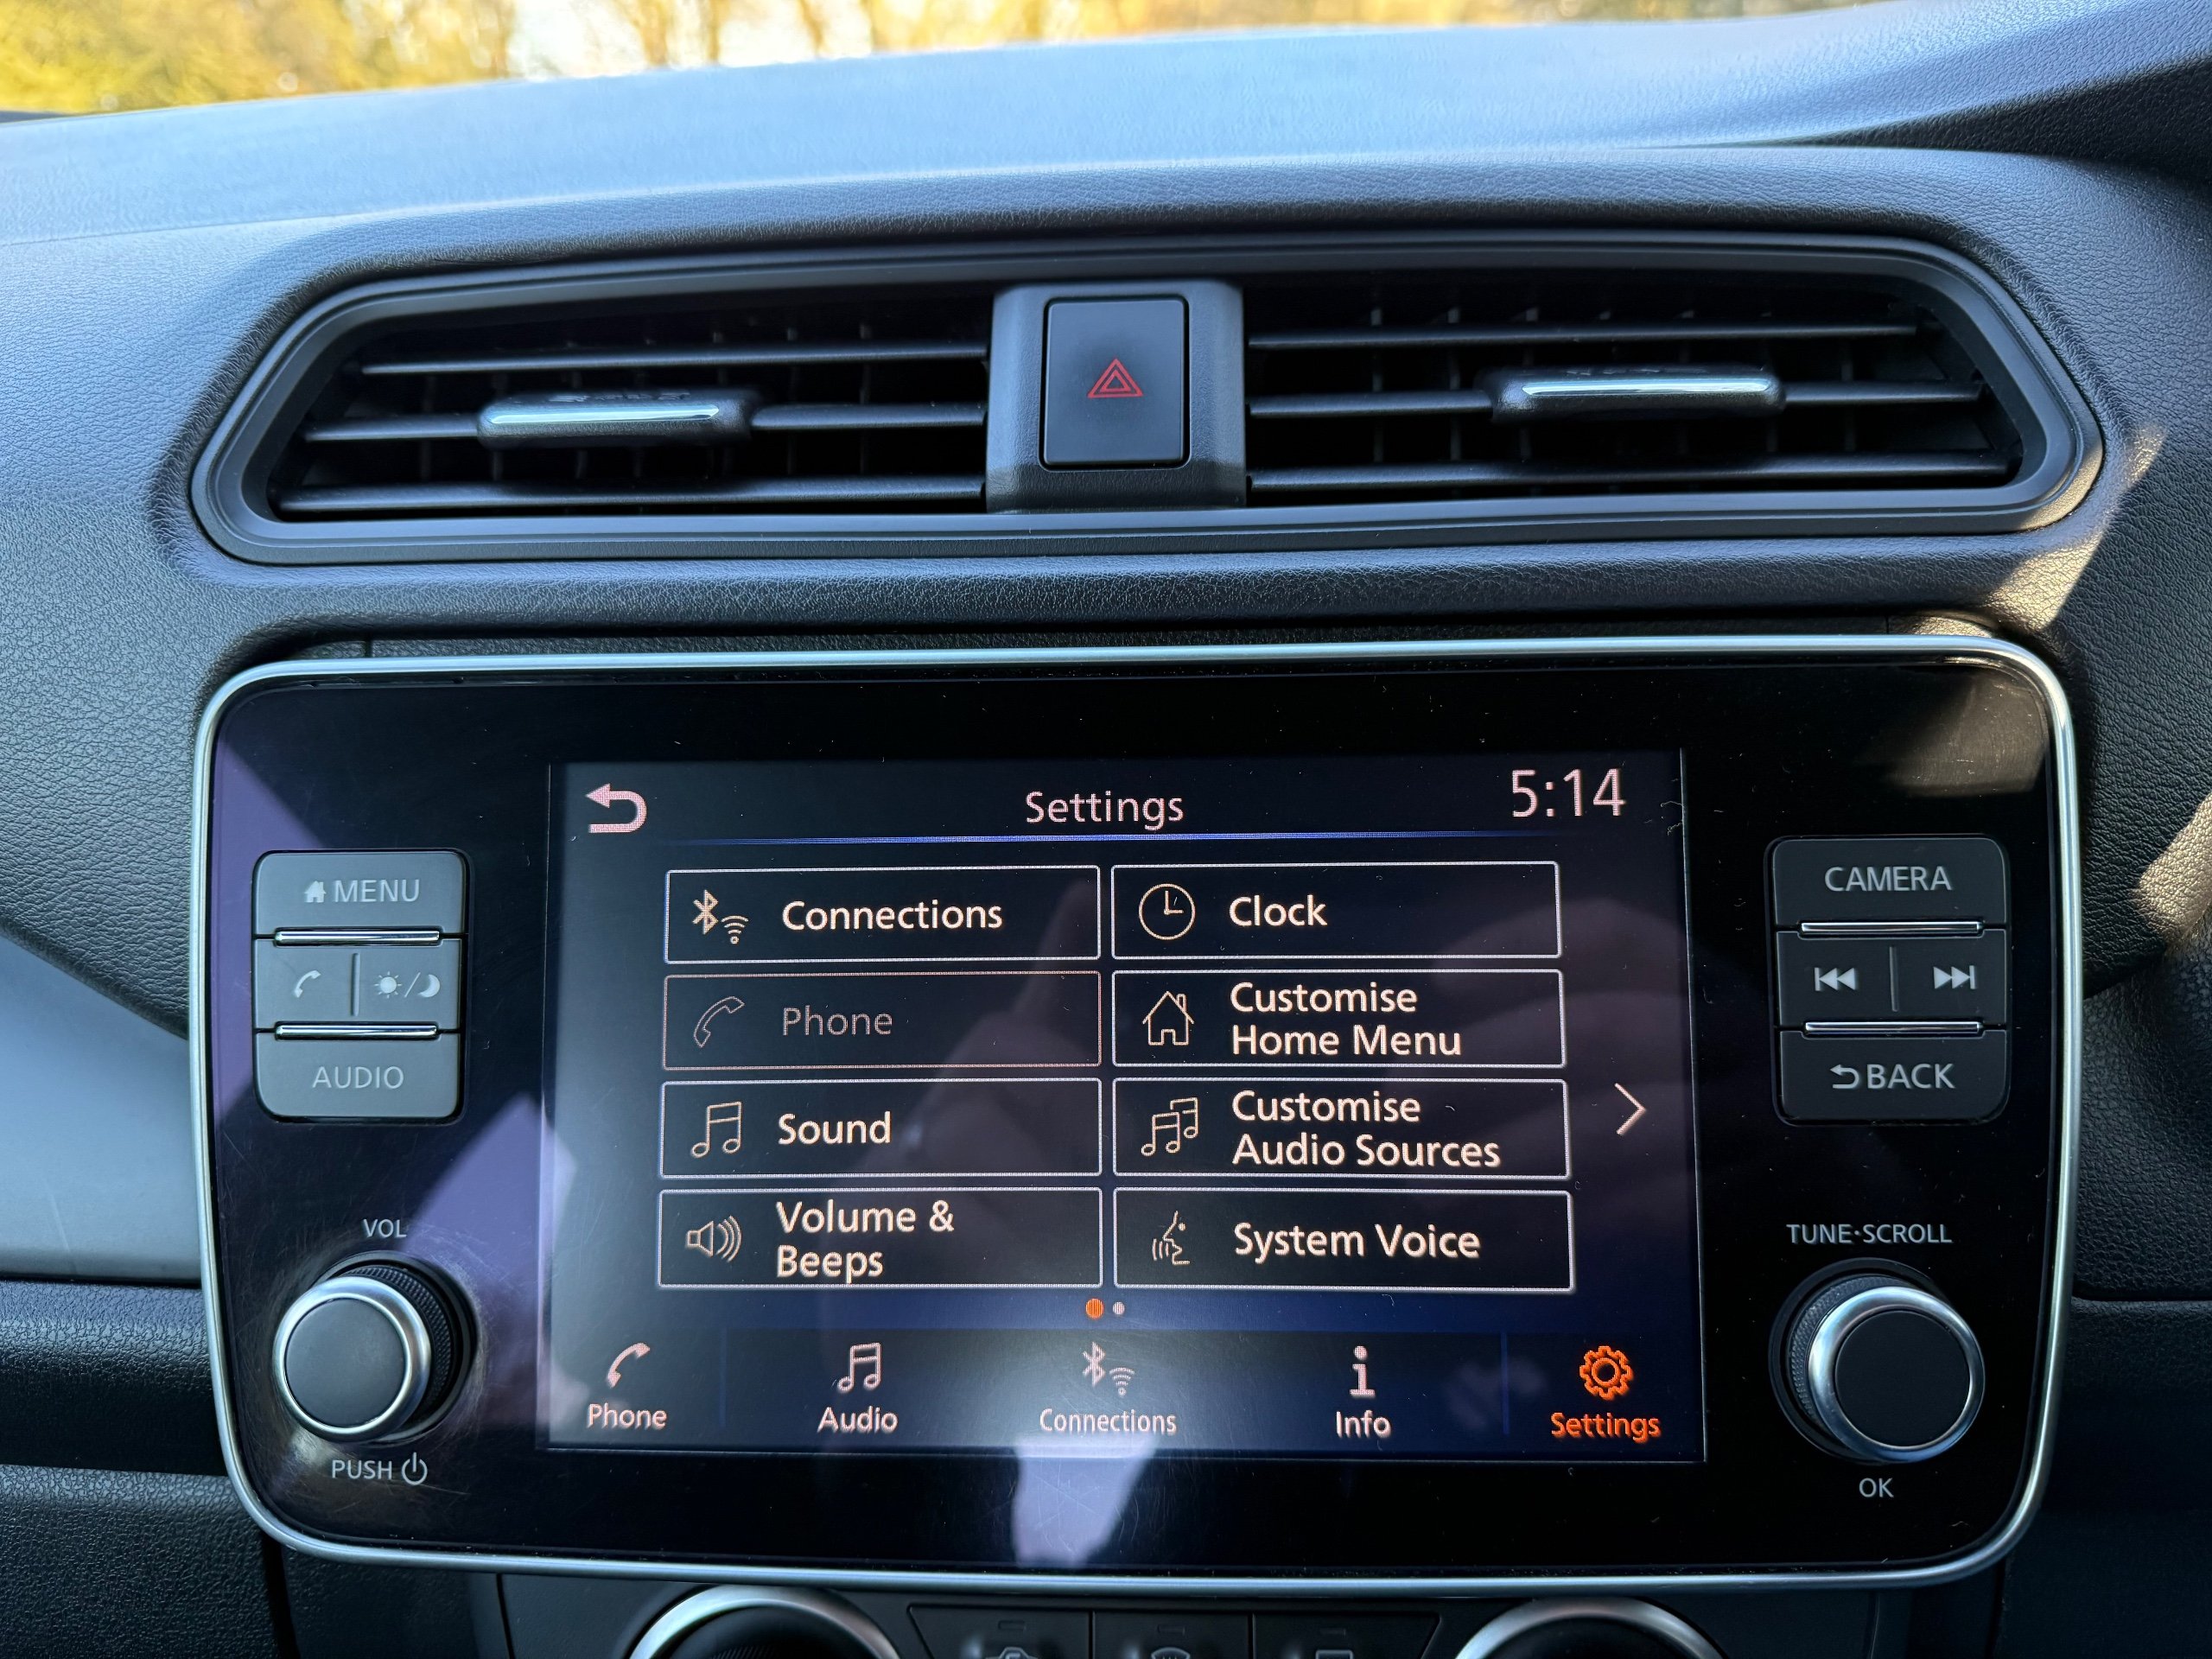 Settings
5:14
MENU
AUDIO
VOL
PUSH
Connections
Clock
Phone
Customise
Home Menu
Sound
Customise
Audio Sources
Volume &
Beeps
System Voice
Phone
Audio
Connections
Info
Settings
CAMERA
BACK
TUNE·SCROLL
OK